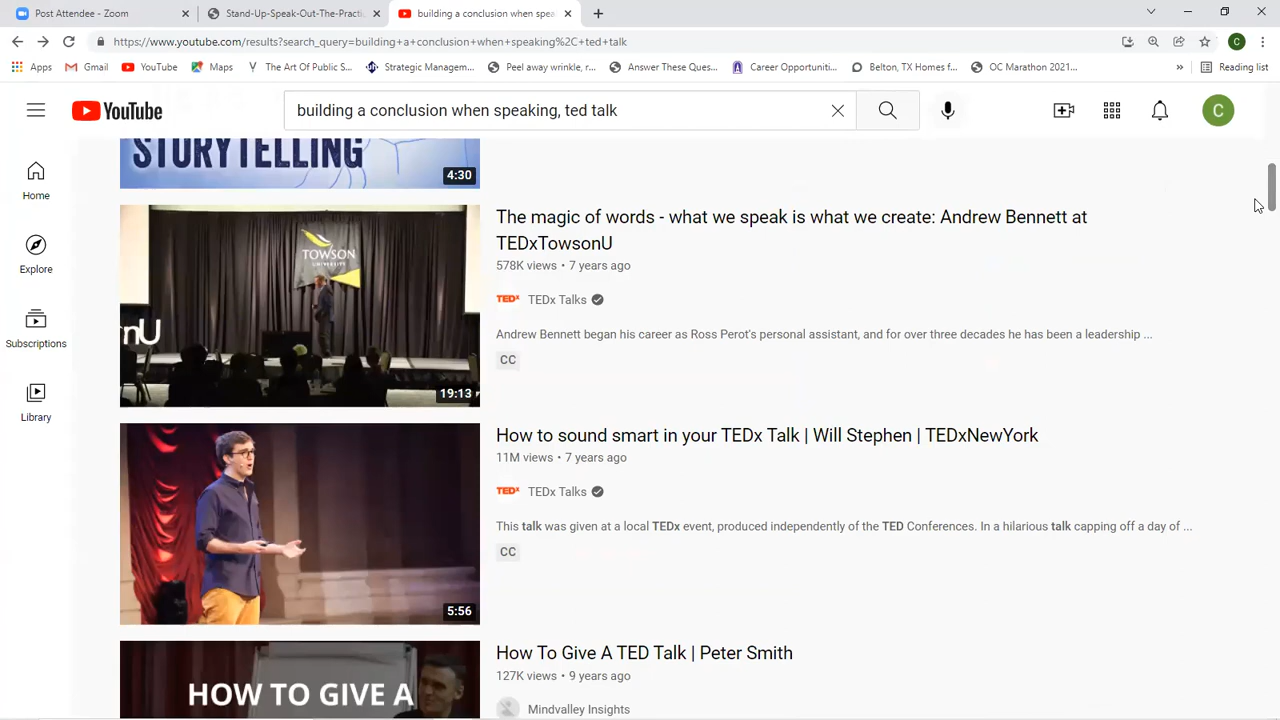 Post Attendee - Zoom
Stand-Up-Speak-Out-The-Practi
building a conclusion when spea
https://www.youtube.com/results?search_query=building+a+conclusion+when+speaking%2C+ted+talk
Apps
Gmail
YouTube
Maps
The Art Of Public S...
Strategic Managem...
Peel away wrinkle, r...
Answer These Ques...
Career Opportuniti...
Belton, TX Homes f...
OC Marathon 2021...
»
Reading list
YouTube
building a conclusion when speaking, ted talk
C
C
Home
Explore
Subscriptions
Library
STORYTELLING
4:30
TOWSON
UNIVERSITY
nU
19:13
The magic of words - what we speak is what we create: Andrew Bennett at
TEDxTowsonU
578K views • 7 years ago
TEDx TEDx Talks
Andrew Bennett began his career as Ross Perot's personal assistant, and for over three decades he has been a leadership ...
CC
5:56
How to sound smart in your TEDx Talk | Will Stephen | TEDxNewYork
11M views • 7 years ago
TEDx TEDx Talks
This talk was given at a local TEDx event, produced independently of the TED Conferences. In a hilarious talk capping off a day of ...
CC
HOW TO GIVE A
How To Give A TED Talk | Peter Smith
127K views • 9 years ago
Mindvalley Insights